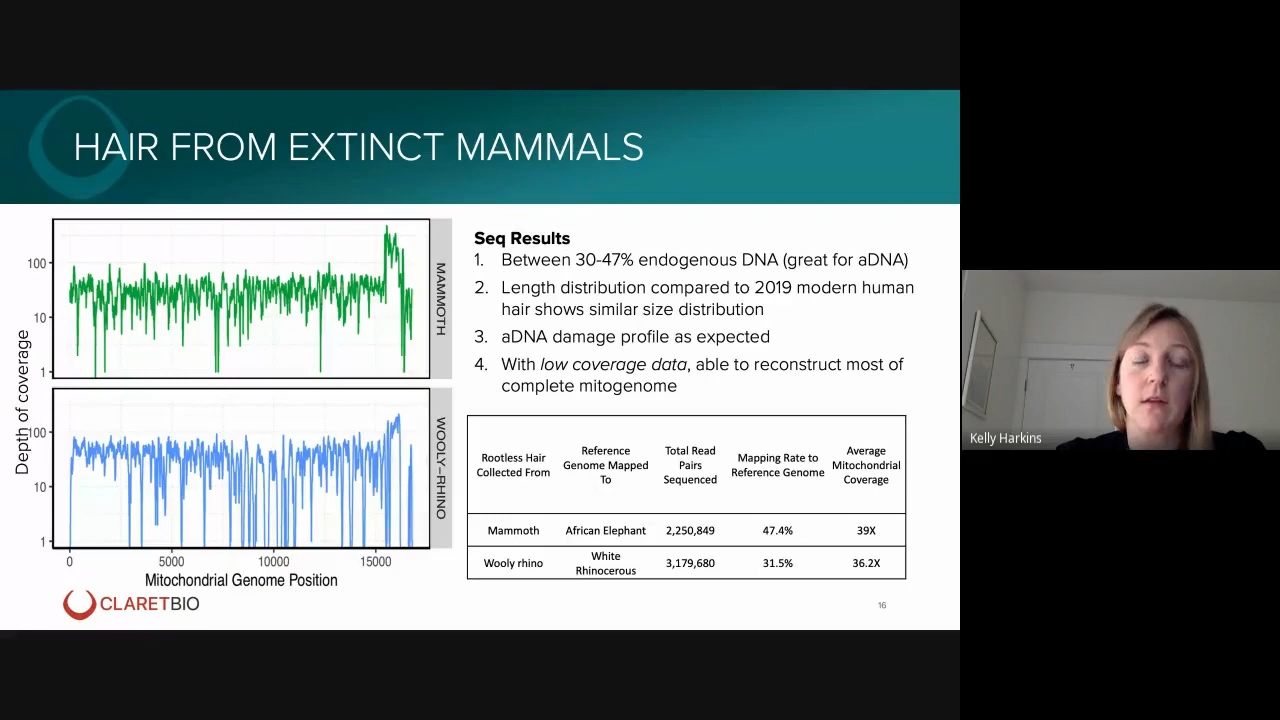 HAIR FROM EXTINCT MAMMALS
Depth of coverage
100
10
1
MAMMOTH
100
10
1
WOOLY-RHINO
0 5000 10000 15000
Mitochondrial Genome Position
Seq Results
1. Between 30-47% endogenous DNA (great for aDNA)
2. Length distribution compared to 2019 modern human
hair shows similar size distribution
3. aDNA damage profile as expected
4. With low coverage data, able to reconstruct most of
complete mitogenome
Rootless Hair
Collected From
Reference
Genome Mapped
To
Total Read
Pairs
Sequenced
Mapping Rate to
Reference Genome
Average
Mitochondrial
Coverage
Mammoth African Elephant 2,250,849 47.4% 39X
Wooly rhino White
Rhinocerous 3,179,680 31.5% 36.2X
CLARETBIO
16
Kelly Harkins